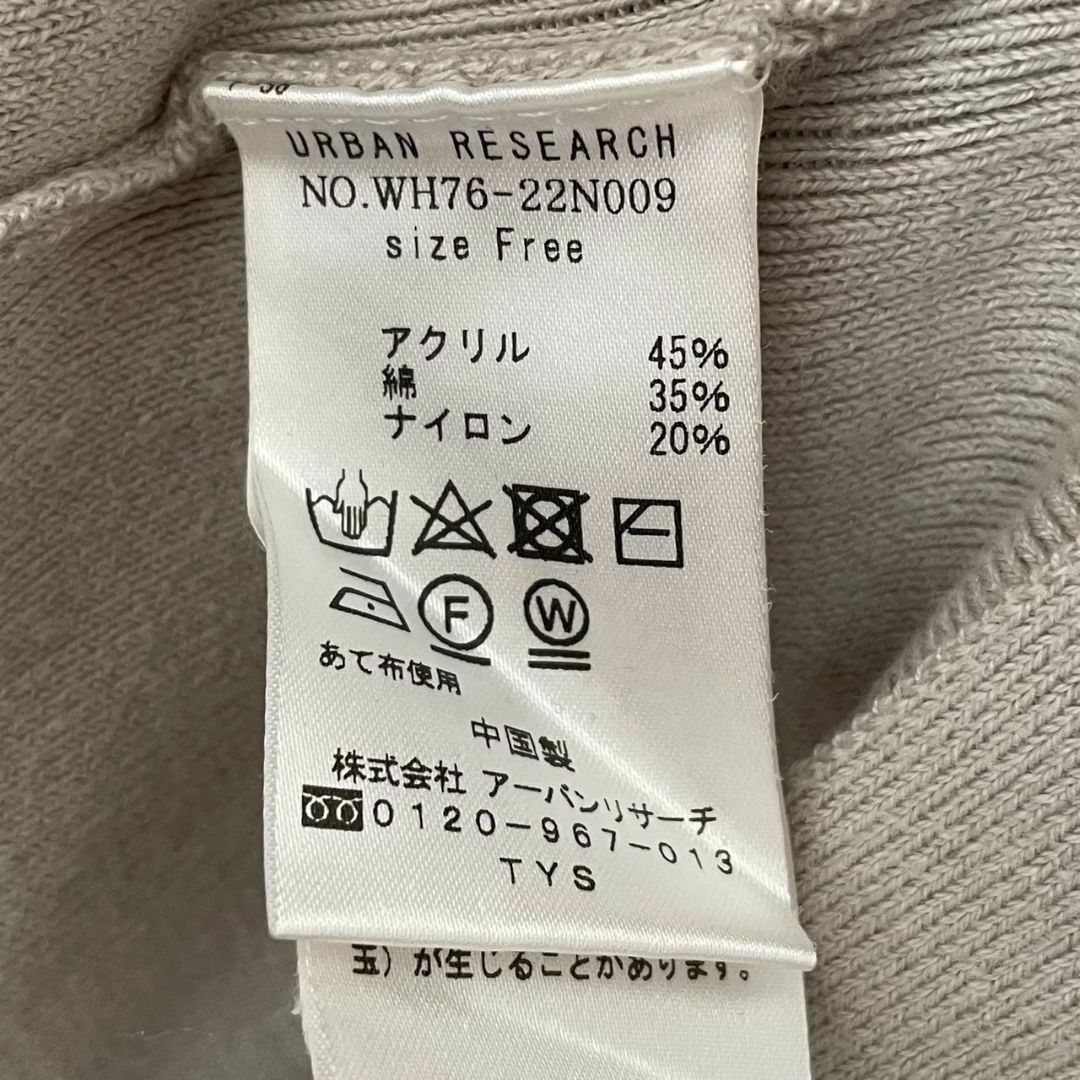 URBAN RESEARCH
NO.WH76-22N009
size Free
アクリル 45%
綿 35%
ナイロン 20%
F W
あて布使用
中国製
株式会社 アーバンリサーチ
0120-967-013
TYS
玉)が生じることがあります。